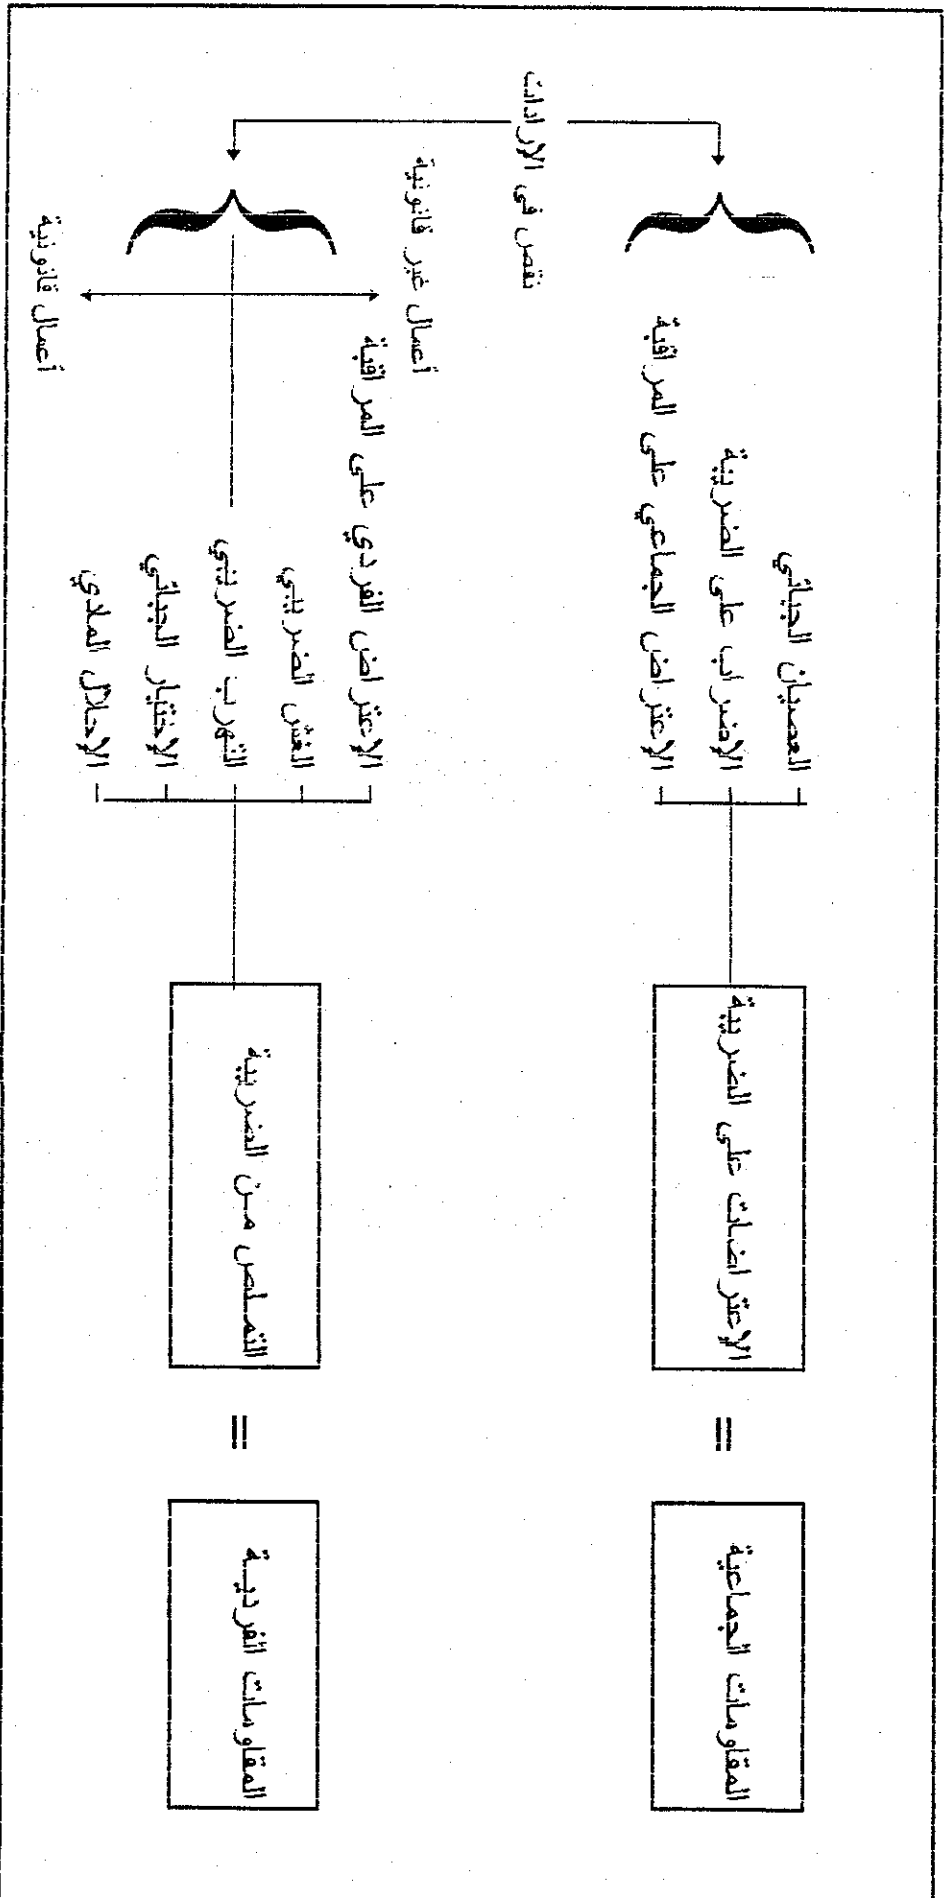 المقاومات الجماعية
=
الإعتراضات على الضريبة
العصيان الجبائي
الإضراب على الضريبة
الإعتراض الجماعي على المراقبة
نقص في الإرادات
المقاومات الفردية
=
التملص من الضريبة
الإعتراض الفردي على المراقبة
الغش الضريبي
التهرب الضريبي
الإختيار الجبائي
الإحلال المادي
أعمال غير قانونية
أعمال قانونية